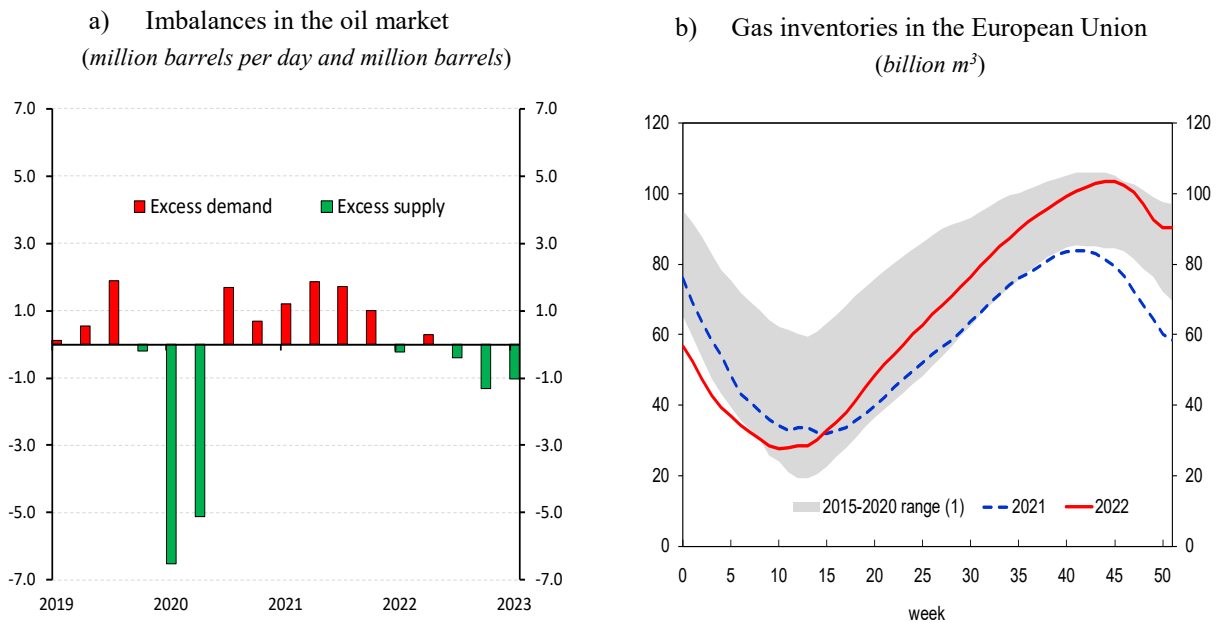 a) Imbalances in the oil market
(million barrels per day and million barrels)
7.0 7.0
5.0 5.0
Excess demand Excess supply
3.0 3.0
1.0 1.0
-1.0 -1.0
-3.0 -3.0
-5.0 -5.0
-7.0 -7.0
2019 2020 2021 2022 2023
b) Gas inventories in the European Union
(billion m³)
120 120
100 100
80 80
60 60
40 40
20 20
2015-2020 range (1) 2021 2022
0 0
0 5 10 15 20 25 30 35 40 45 50
week